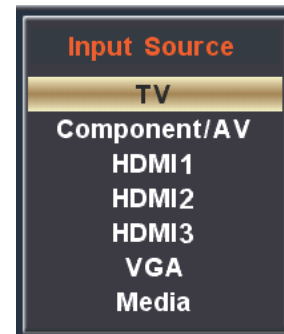 Input Source
TV
Component/AV
HDMI1
HDMI2
HDMI3
VGA
Media